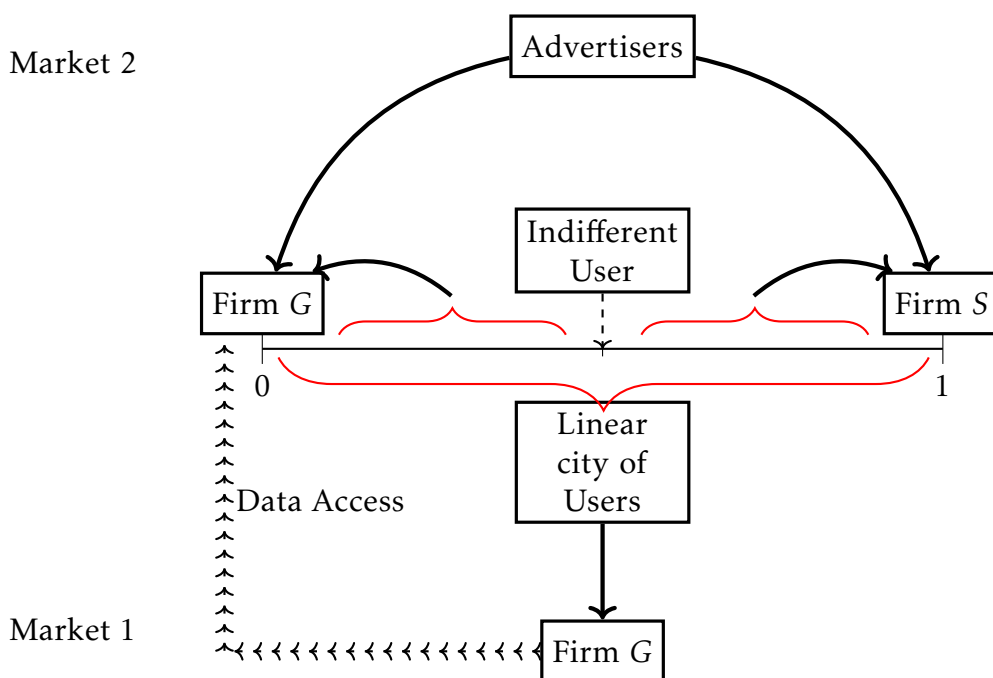 Advertisers
Market 2
Indifferent
User
Firm G
Firm S
0
1
Linear
city of
Users
Data Access
Market 1
Firm G